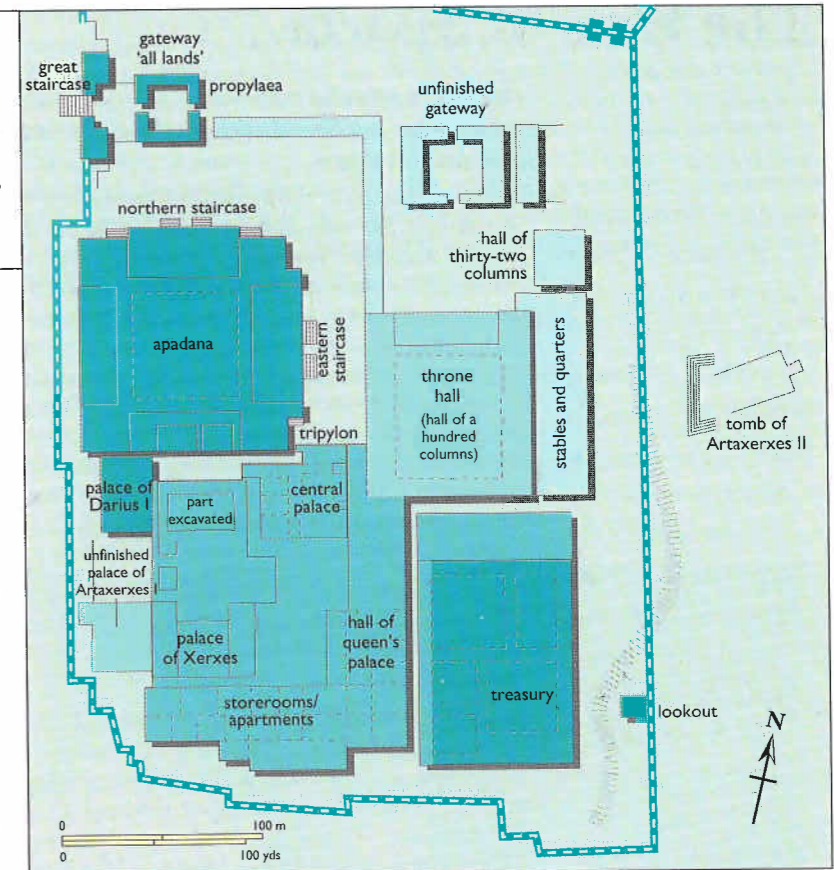 gateway
'all lands'
great
staircase
propylaea
unfinished
gateway
northern staircase
hall of
thirty-two
columns
apadana
eastern
staircase
throne
hall
(hall of a
hundred
columns)
stables and quarters
tomb of
Artaxerxes II
tripylon
palace of
Darius I
part
excavated
central
palace
unfinished
palace of
Artaxerxes I
palace
of Xerxes
hall of
queen's
palace
storerooms/
apartments
treasury
lookout
N
0 100 m
0 100 yds